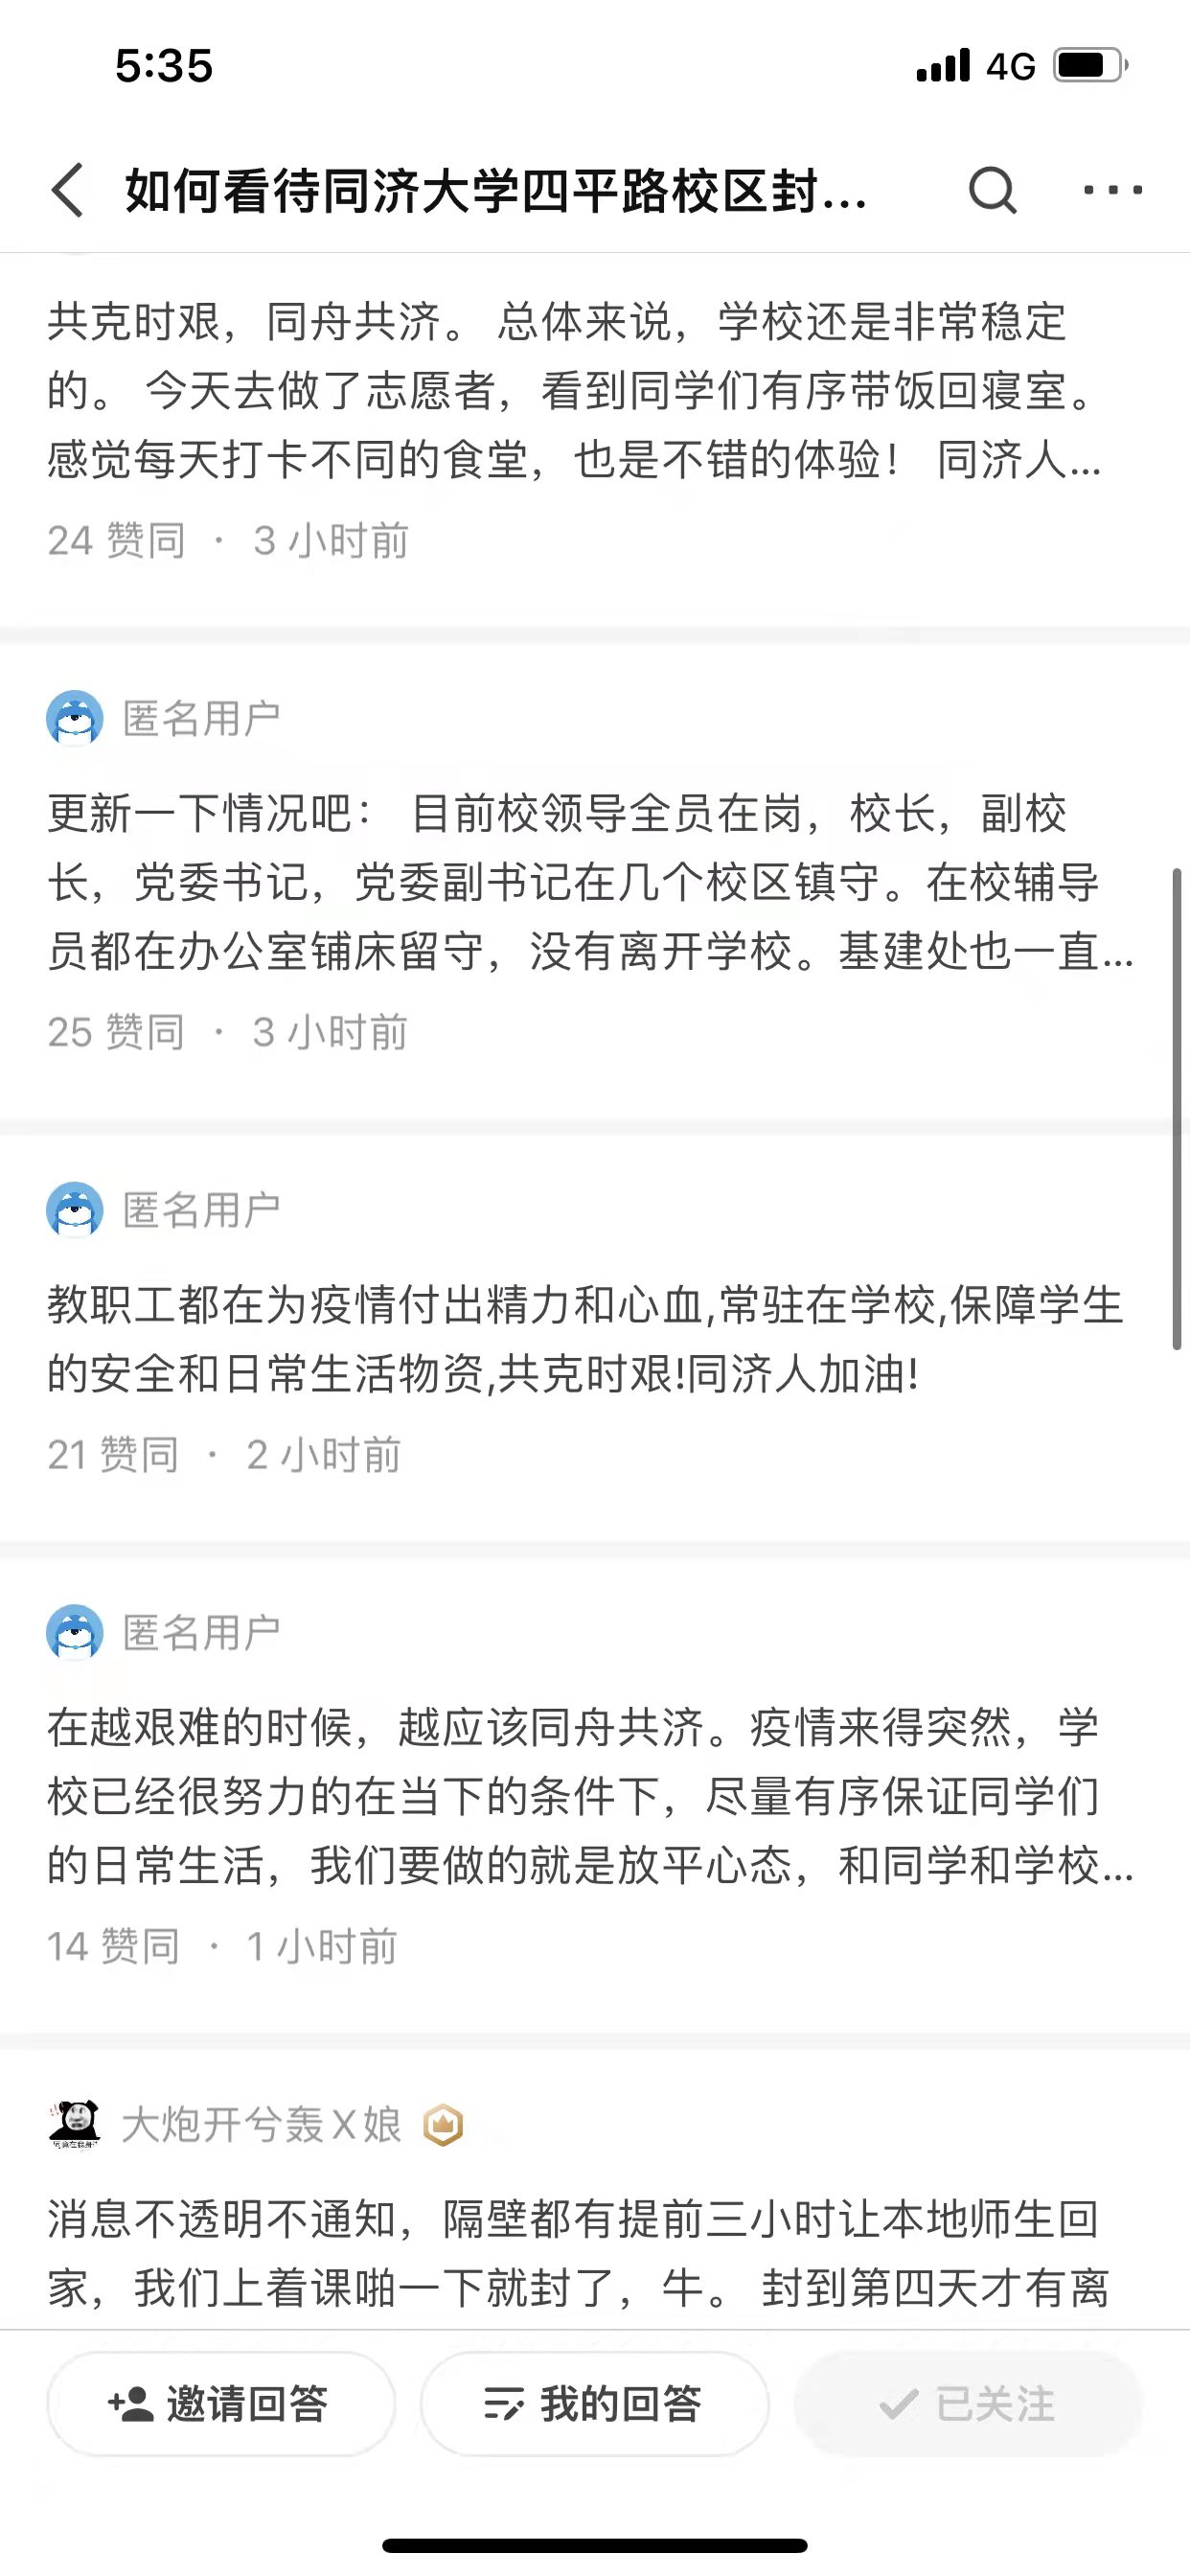 5:35
4G
如何看待同济大学四平路校区封...
共克时艰，同舟共济。 总体来说，学校还是非常稳定
的。 今天去做了志愿者，看到同学们有序带饭回寝室。
感觉每天打卡不同的食堂，也是不错的体验！ 同济人...
24 赞同 · 3 小时前
匿名用户
更新一下情况吧： 目前校领导全员在岗，校长，副校
长，党委书记，党委副书记在几个校区镇守。在校辅导
员都在办公室铺床留守，没有离开学校。基建处也一直...
25 赞同 · 3 小时前
匿名用户
教职工都在为疫情付出精力和心血,常驻在学校,保障学生
的安全和日常生活物资,共克时艰!同济人加油!
21 赞同 · 2 小时前
匿名用户
在越艰难的时候，越应该同舟共济。疫情来得突然，学
校已经很努力的在当下的条件下，尽量有序保证同学们
的日常生活，我们要做的就是放平心态，和同学和学校...
14 赞同 · 1 小时前
大炮开兮轰X娘
消息不透明不通知，隔壁都有提前三小时让本地师生回
家，我们上着课啪一下就封了，牛。 封到第四天才有离
邀请回答
我的回答
已关注